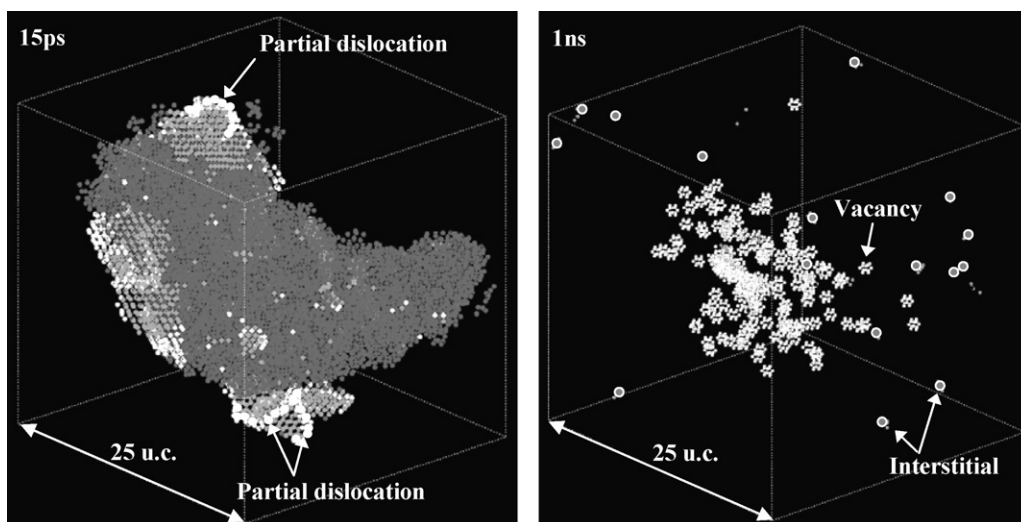 15ps
Partial dislocation
25 u.c.
Partial dislocation
1ns
Vacancy
25 u.c.
Interstitial